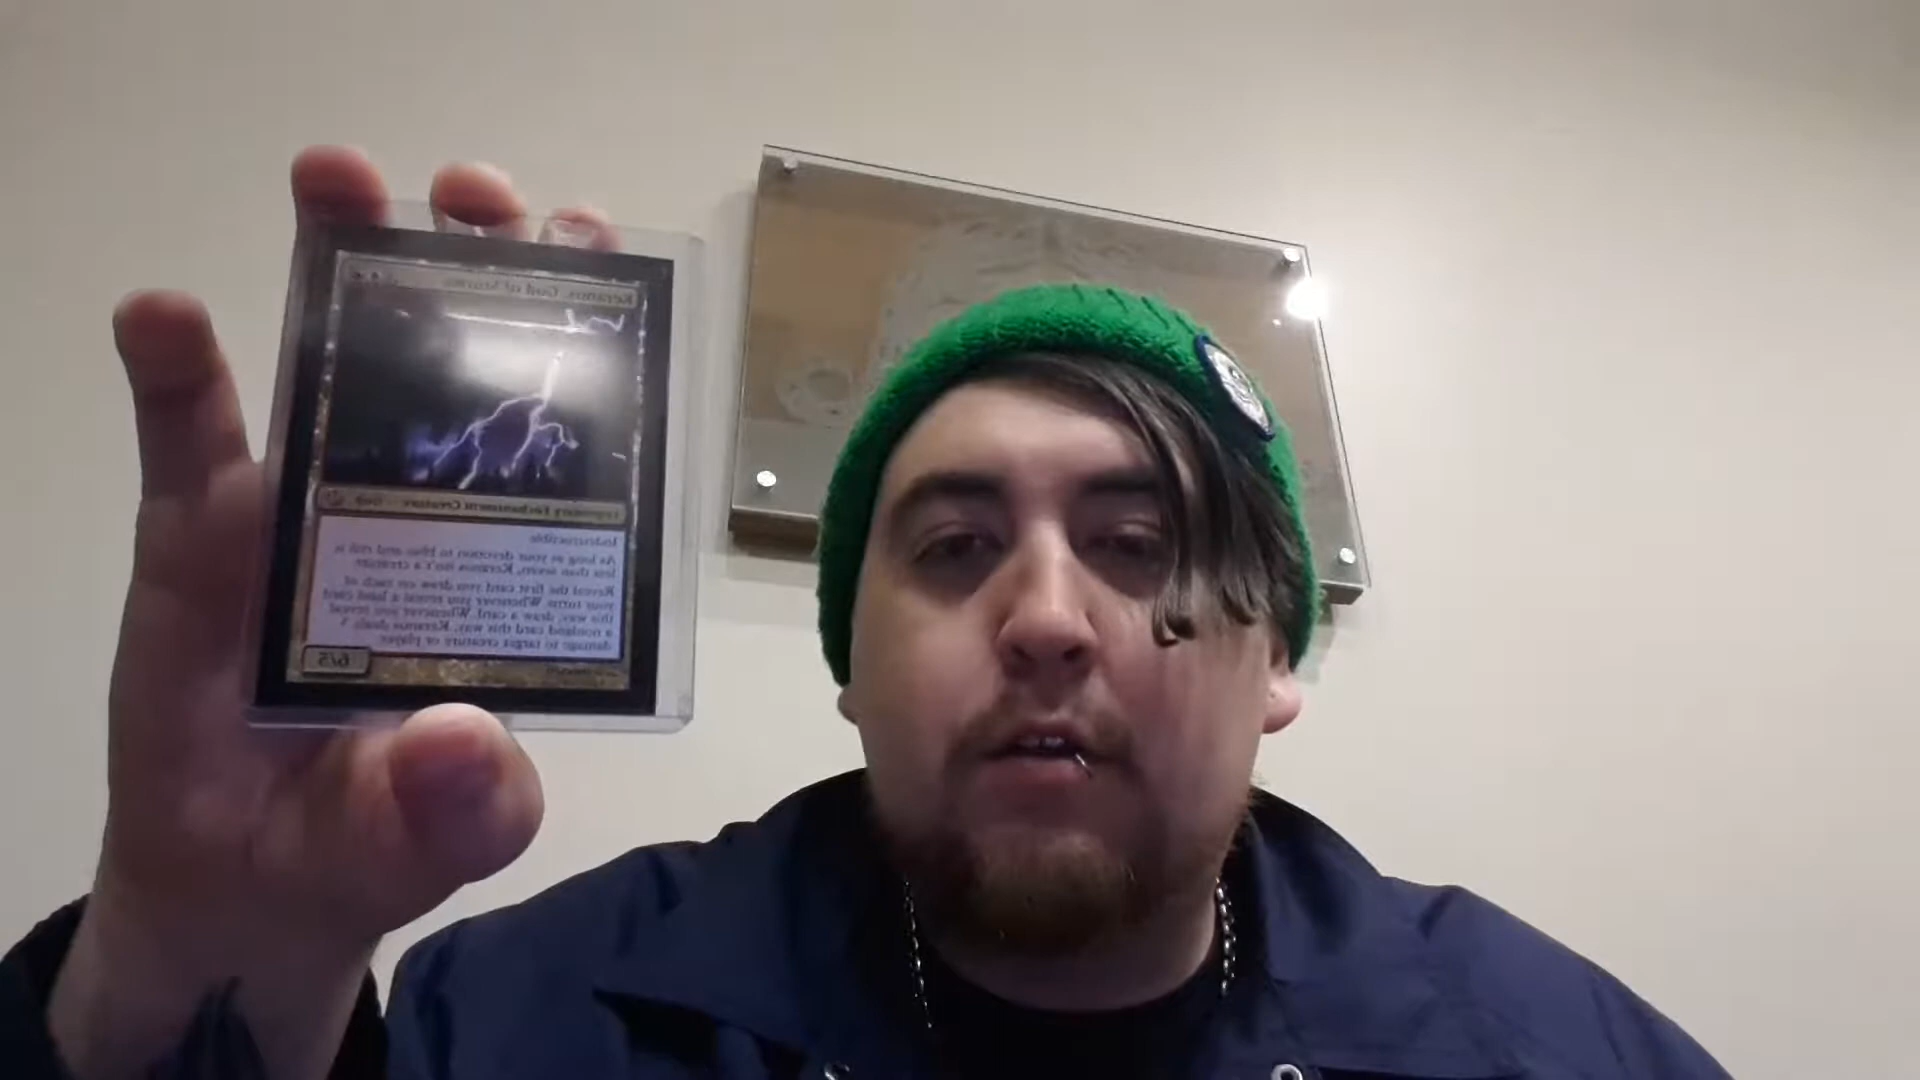 Keranos, God of Storms
Legendary Enchantment Creature — God
Indestructible
As long as your devotion to blue and red is
less than seven, Keranos isn't a creature.
Reveal the first card you draw on each of
your turns. Whenever you reveal a land card
this way, draw a card. Whenever you reveal
a nonland card this way, Keranos deals 3
damage to target creature or player.
6/5